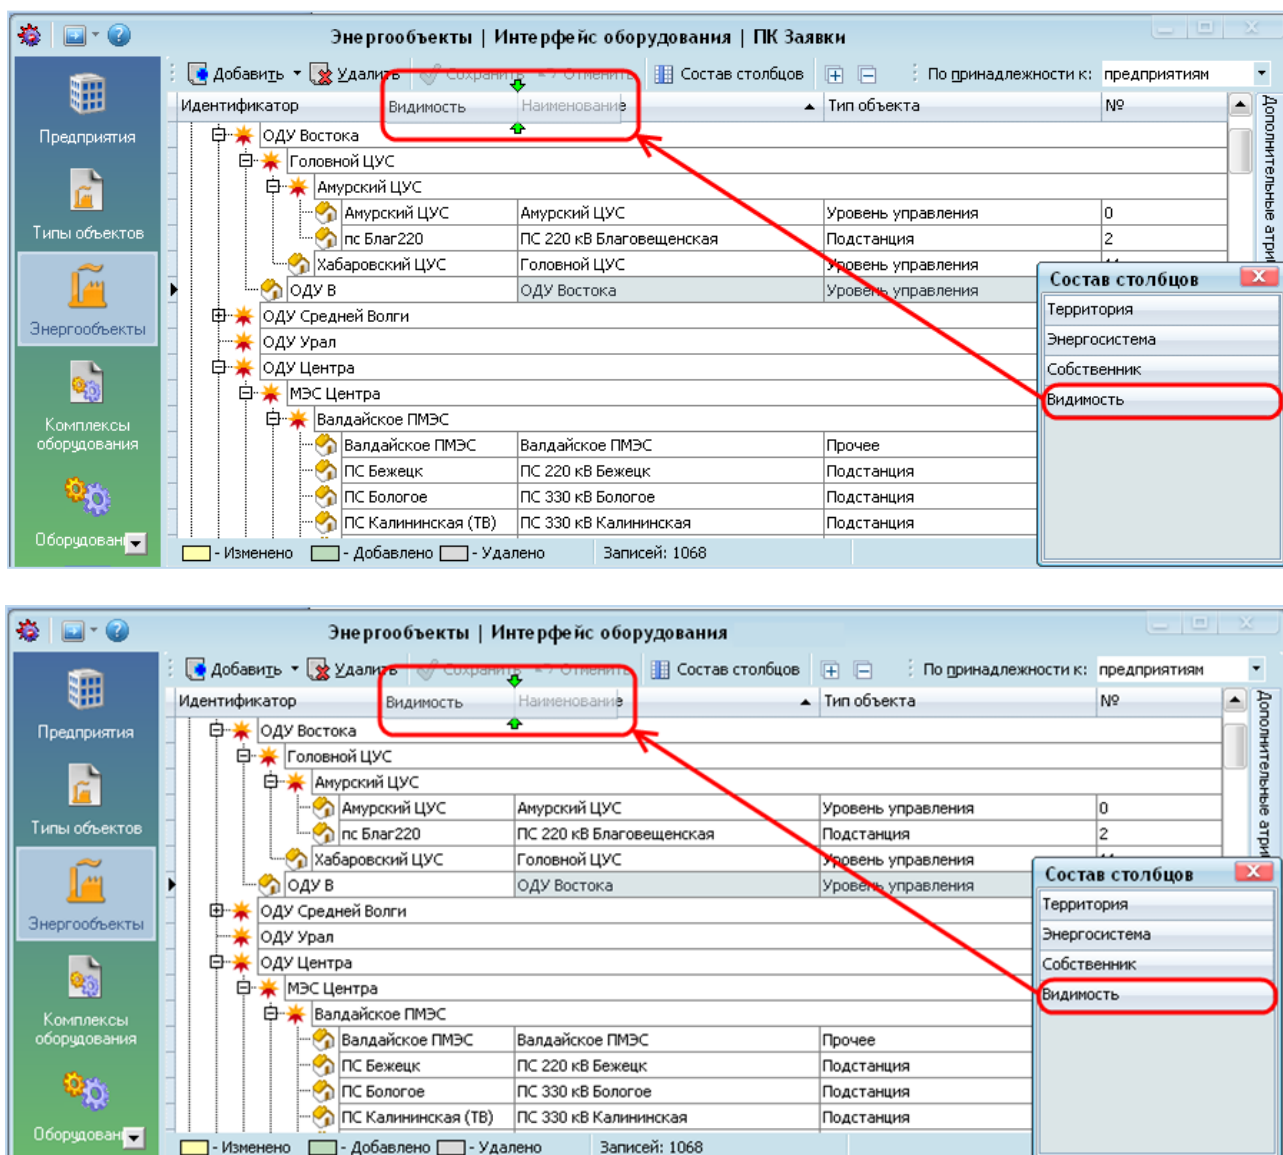 Энергообъекты | Интерфейс оборудования | ПК Заявки
Добавить Удалить Сохранить Отменить Состав столбцов По принадлежности к: предприятиям
Идентификатор Видимость Наименование Тип объекта №
Дополнительные
Предприятия
Типы объектов
Энергообъекты
Комплексы
оборудования
ОДУ Востока
Головной ЦУС
Амурский ЦУС
Амурский ЦУС Амурский ЦУС Уровень управления 0
пс Благ220 ПС 220 кВ Благовещенская Подстанция 2
Хабаровский ЦУС Головной ЦУС Уровень управления
ОДУ В ОДУ Востока Уровень управления
ОДУ Средней Волги
ОДУ Урал
ОДУ Центра
МЭС Центра
Валдайское ПМЭС
Валдайское ПМЭС Валдайское ПМЭС Прочее
ПС Бежецк ПС 220 кВ Бежецк Подстанция
ПС Бологое ПС 330 кВ Бологое Подстанция
ПС Калининская (ТВ) ПС 330 кВ Калининская Подстанция
Состав столбцов
Территория
Энергосистема
Собственник
Видимость
- Изменено - Добавлено - Удалено Записей: 1068
Энергообъекты | Интерфейс оборудования
Добавить Удалить Сохранить Отменить Состав столбцов По принадлежности к: предприятиям
Идентификатор Видимость Наименование Тип объекта №
Дополнительные
Предприятия
Типы объектов
Энергообъекты
Комплексы
оборудования
ОДУ Востока
Головной ЦУС
Амурский ЦУС
Амурский ЦУС Амурский ЦУС Уровень управления 0
пс Благ220 ПС 220 кВ Благовещенская Подстанция 2
Хабаровский ЦУС Головной ЦУС Уровень управления
ОДУ В ОДУ Востока Уровень управления
ОДУ Средней Волги
ОДУ Урал
ОДУ Центра
МЭС Центра
Валдайское ПМЭС
Валдайское ПМЭС Валдайское ПМЭС Прочее
ПС Бежецк ПС 220 кВ Бежецк Подстанция
ПС Бологое ПС 330 кВ Бологое Подстанция
ПС Калининская (ТВ) ПС 330 кВ Калининская Подстанция
Состав столбцов
Территория
Энергосистема
Собственник
Видимость
- Изменено - Добавлено - Удалено Записей: 1068